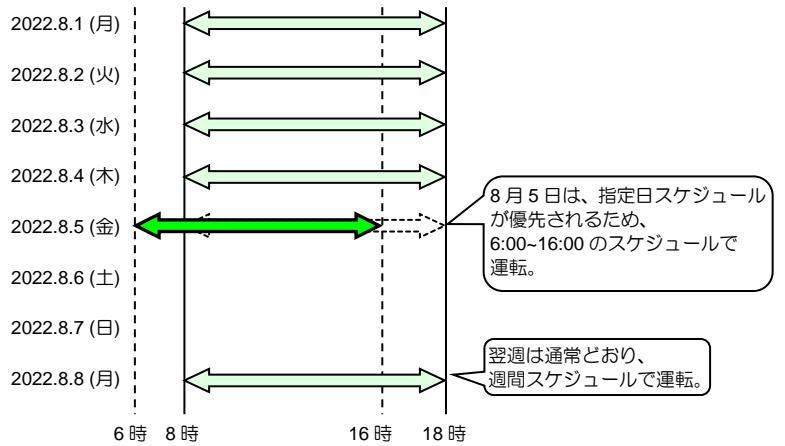 2022.8.1 (月)
2022.8.2 (火)
2022.8.3 (水)
2022.8.4 (木)
2022.8.5 (金)
8月5日は、指定日スケジュール
が優先されるため、
6:00~16:00 のスケジュールで
運転。
2022.8.6 (土)
2022.8.7 (日)
2022.8.8 (月)
翌週は通常どおり、
週間スケジュールで運転。
6時 8時 16時 18時